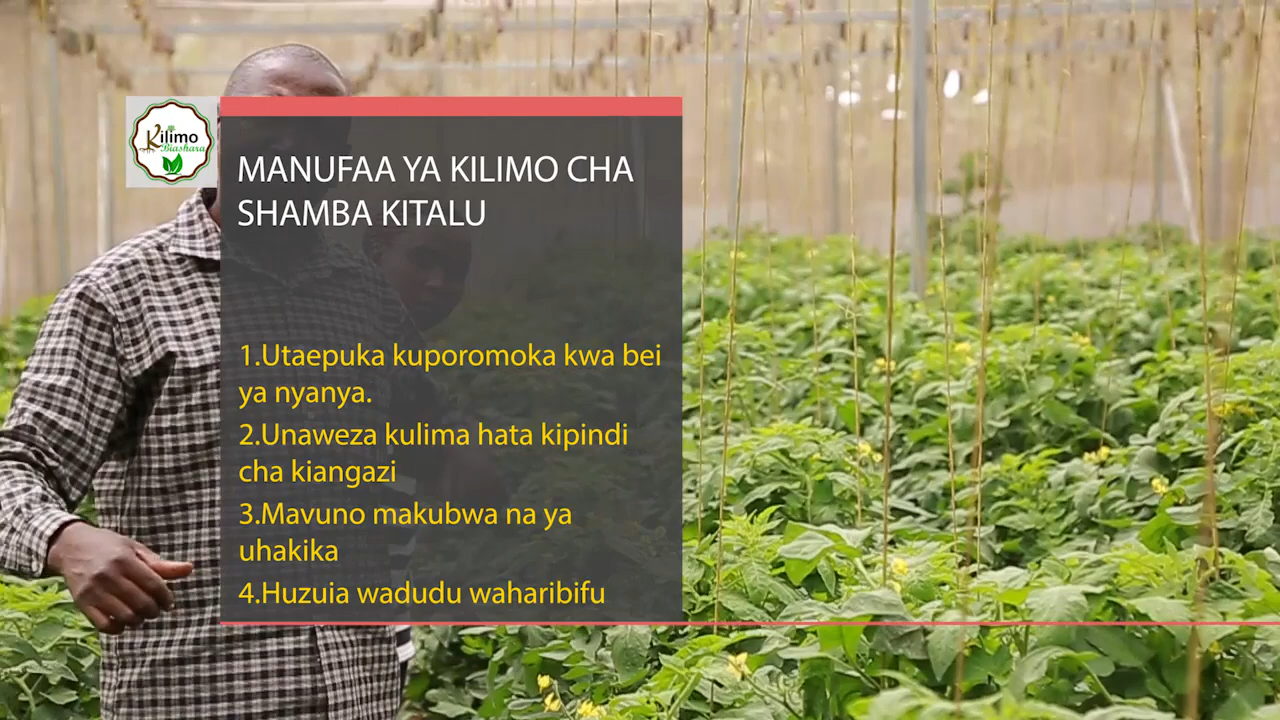 Kilimo
Biashara
MANUFAA YA KILIMO CHA
SHAMBA KITALU
1.Utaepuka kuporomoka kwa bei
ya nyanya.
2.Unaweza kulima hata kipindi
cha kiangazi
3.Mavuno makubwa na ya
uhakika
4.Huzuia wadudu waharibifu